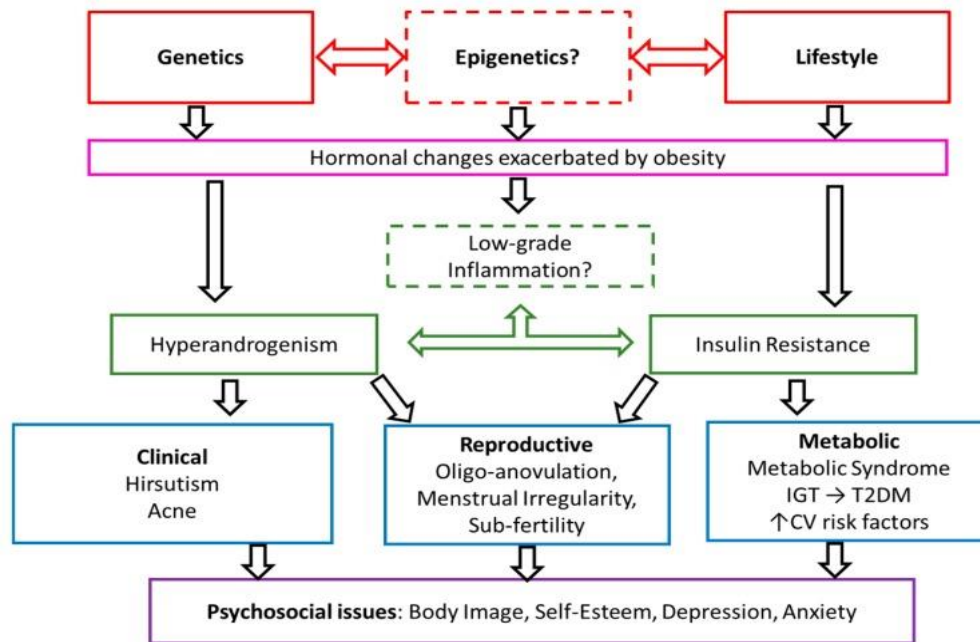 Genetics
Epigenetics?
Lifestyle
Hormonal changes exacerbated by obesity
Low-grade
Inflammation?
Hyperandrogenism
Insulin Resistance
Clinical
Hirsutism
Acne
Reproductive
Oligo-anovulation,
Menstrual Irregularity,
Sub-fertility
Metabolic
Metabolic Syndrome
IGT → T2DM
↑CV risk factors
Psychosocial issues: Body Image, Self-Esteem, Depression, Anxiety